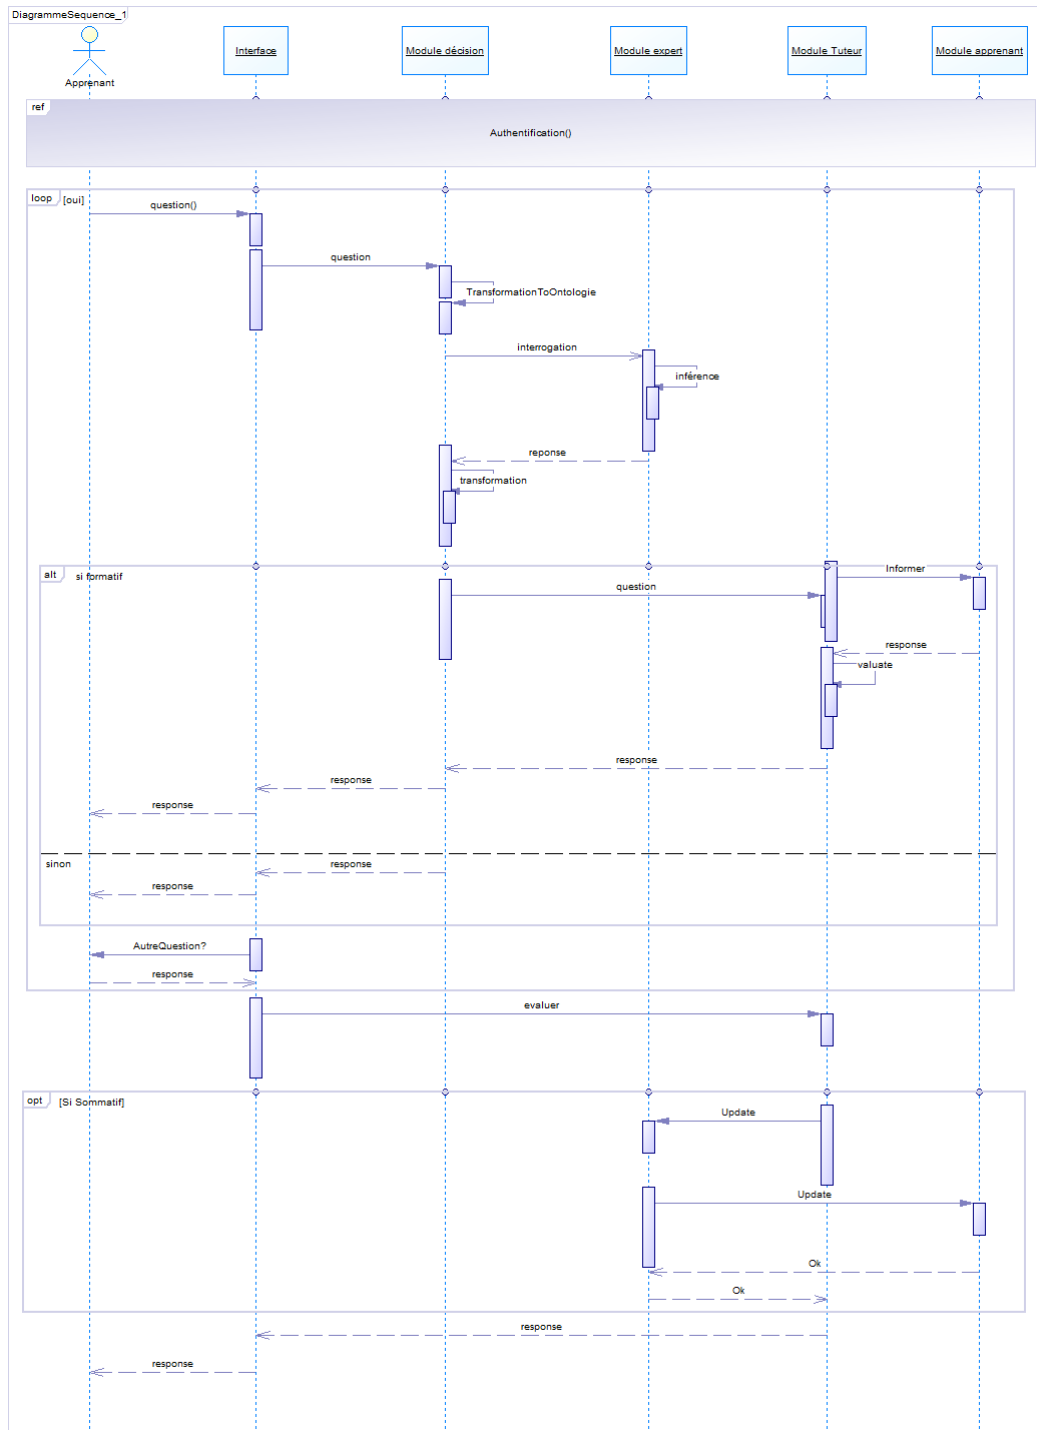 DiagrammeSequence_1
Apprenant
Interface
Module décision
Module expert
Module Tuteur
Module apprenant
ref
Authentification()
loop
[oui]
question()
question
TransformationToOntologie
interrogation
inférence
reponse
transformation
alt
si formatif
Informer
question
response
valuate
response
response
response
sinon
response
response
AutreQuestion?
response
evaluer
opt
[Si Sommatif]
Update
Update
Ok
Ok
response
response